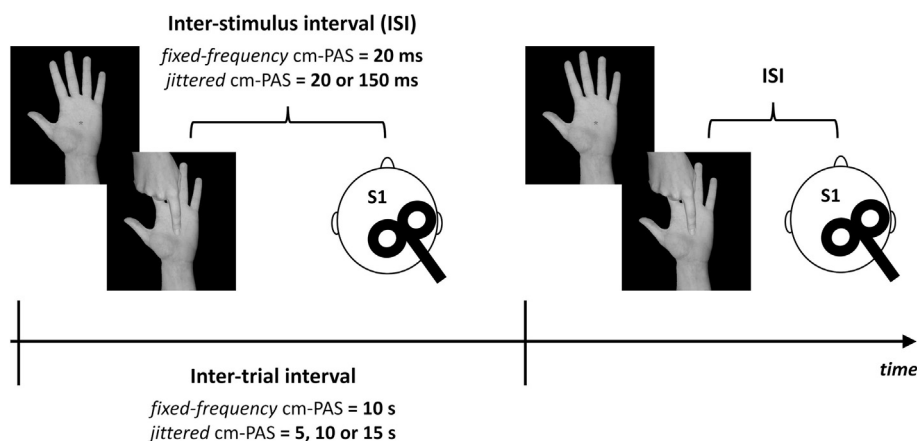 Inter-stimulus interval (ISI)
fixed-frequency cm-PAS = 20 ms
jittered cm-PAS = 20 or 150 ms
ISI
S1
S1
time
Inter-trial interval
fixed-frequency cm-PAS = 10 s
jittered cm-PAS = 5, 10 or 15 s